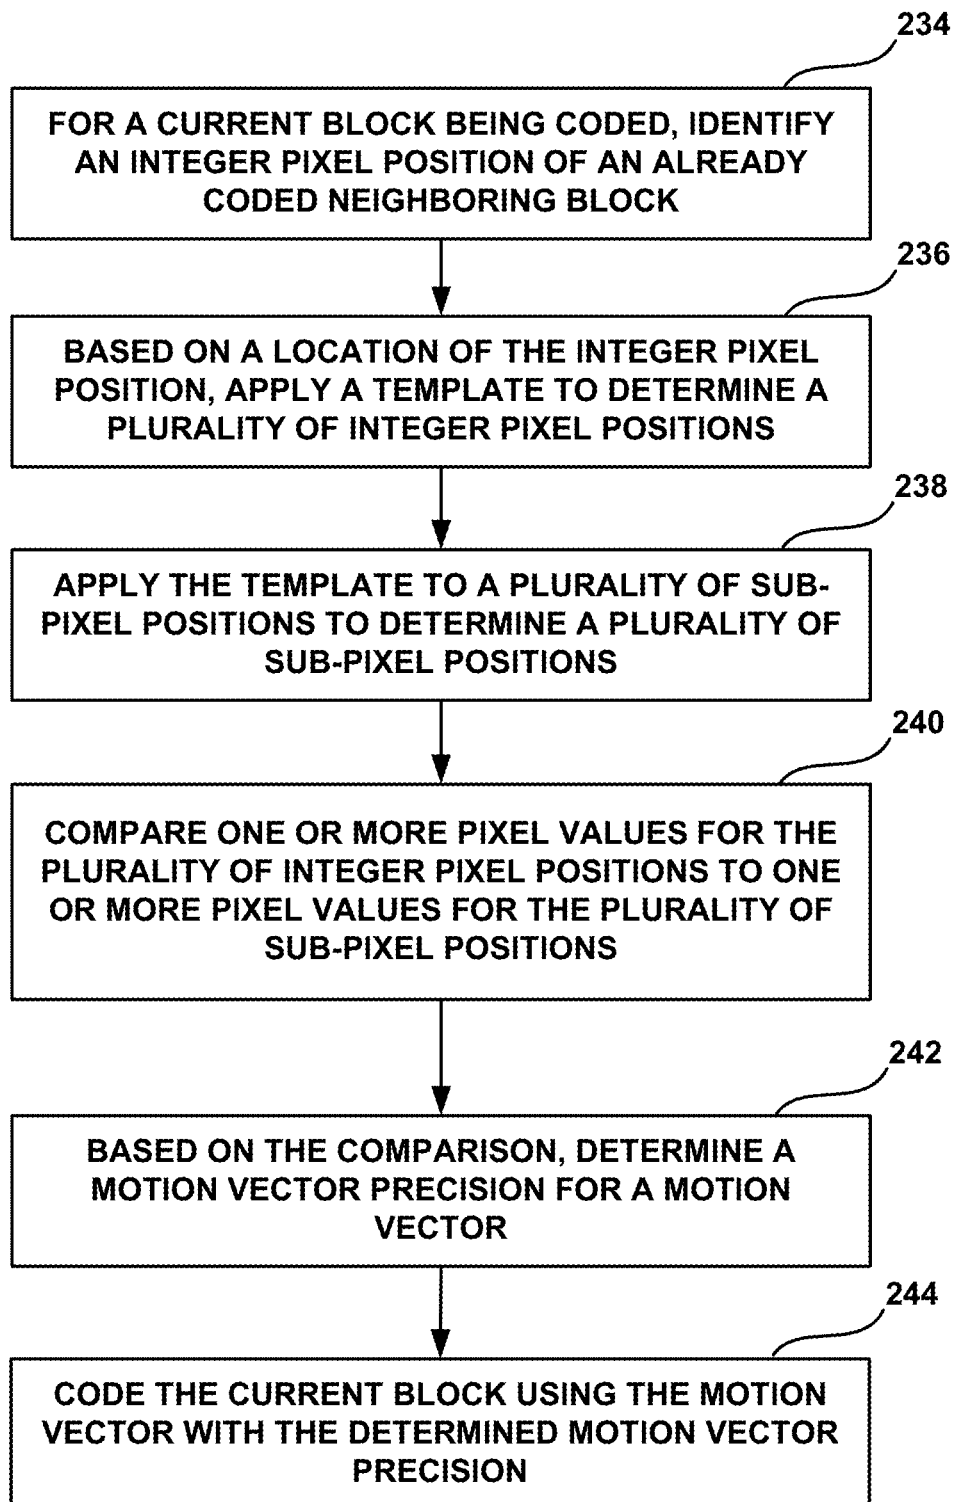 234
FOR A CURRENT BLOCK BEING CODED, IDENTIFY
AN INTEGER PIXEL POSITION OF AN ALREADY
CODED NEIGHBORING BLOCK
236
BASED ON A LOCATION OF THE INTEGER PIXEL
POSITION, APPLY A TEMPLATE TO DETERMINE A
PLURALITY OF INTEGER PIXEL POSITIONS
238
APPLY THE TEMPLATE TO A PLURALITY OF SUB-
PIXEL POSITIONS TO DETERMINE A PLURALITY OF
SUB-PIXEL POSITIONS
240
COMPARE ONE OR MORE PIXEL VALUES FOR THE
PLURALITY OF INTEGER PIXEL POSITIONS TO ONE
OR MORE PIXEL VALUES FOR THE PLURALITY OF
SUB-PIXEL POSITIONS
242
BASED ON THE COMPARISON, DETERMINE A
MOTION VECTOR PRECISION FOR A MOTION
VECTOR
244
CODE THE CURRENT BLOCK USING THE MOTION
VECTOR WITH THE DETERMINED MOTION VECTOR
PRECISION